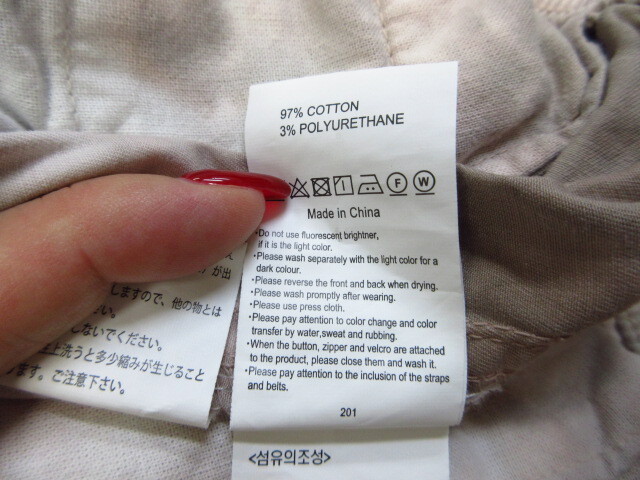 97% COTTON
3% POLYURETHANE
F W
Made in China
・Do not use fluorescent brightner,
if it is the light color.
・Please wash separately with the light color for a
dark colour.
・Please reverse the front and back when drying.
・Please wash promptly after wearing.
・Please use press cloth.
・Please pay attention to color change and color
transfer by water,sweat and rubbing.
・When the button, zipper and velcro are attached
to the product, please close them and wash it.
・Please pay attention to the inclusion of the straps
and belts.
201
<섬유의조성>
が出
しますので、他の物とは
さい。
しないでください。
上洗うと多少縮みが生じること
ます。ご注意下さい。